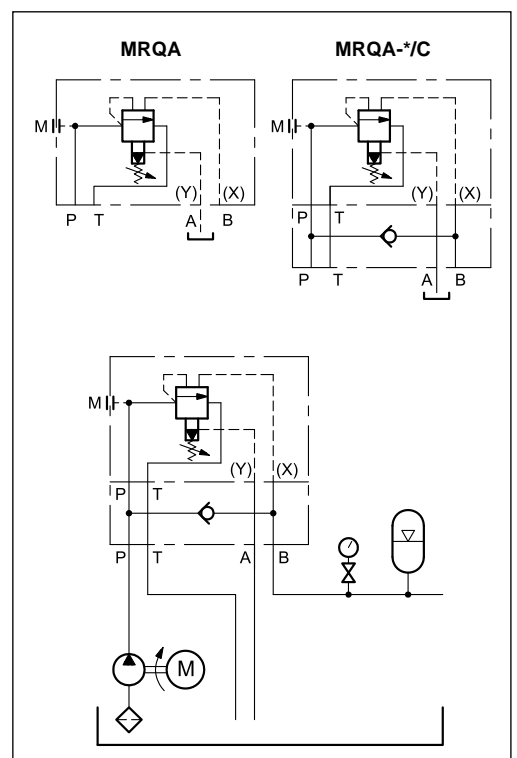 MRQA
MRQA-*/C
M
(Y) (X)
P T A B
M
(Y) (X)
P T
P T A B
M
(Y) (X)
P T
P T A B
M